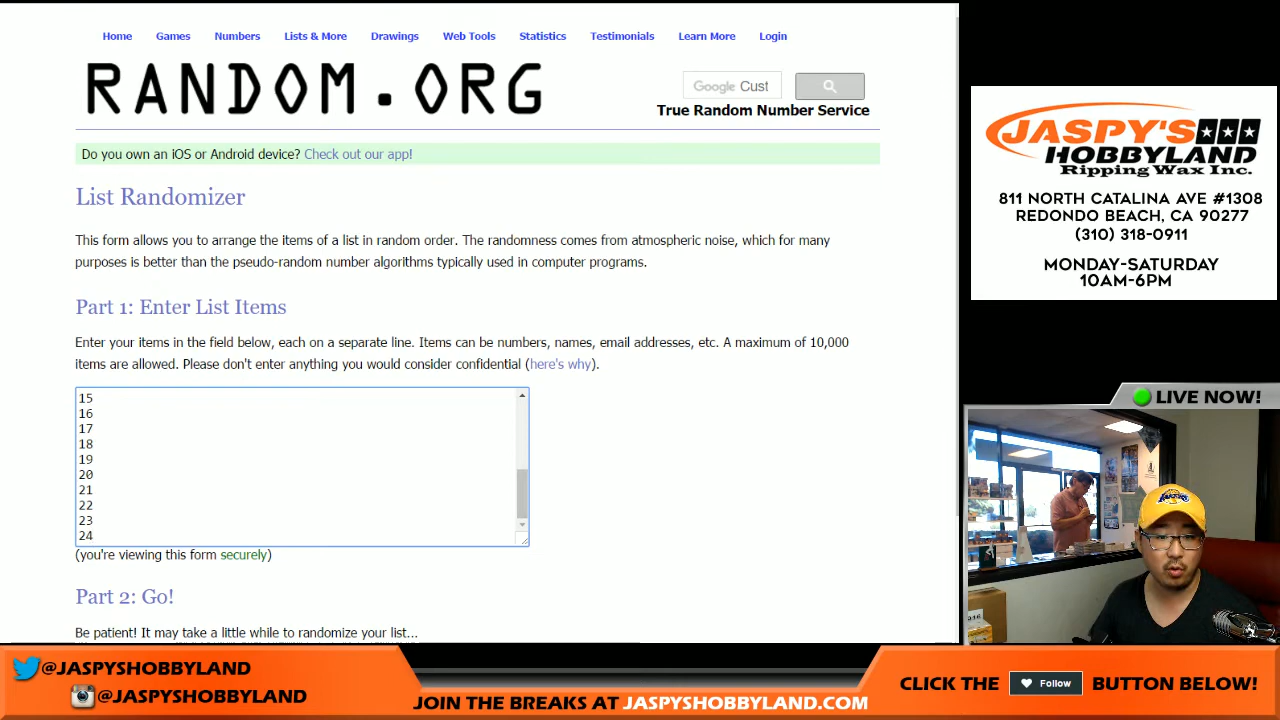 Home Games Numbers Lists & More Drawings Web Tools Statistics Testimonials Learn More Login
RANDOM.ORG
Google Cust
True Random Number Service
Do you own an iOS or Android device? Check out our app!
List Randomizer
This form allows you to arrange the items of a list in random order. The randomness comes from atmospheric noise, which for many
purposes is better than the pseudo-random number algorithms typically used in computer programs.
Part 1: Enter List Items
Enter your items in the field below, each on a separate line. Items can be numbers, names, email addresses, etc. A maximum of 10,000
items are allowed. Please don't enter anything you would consider confidential (here's why).
15
16
17
18
19
20
21
22
23
24
(you're viewing this form securely)
Part 2: Go!
Be patient! It may take a little while to randomize your list...
JASPY'S
HOBBYLAND
Ripping Wax Inc.
811 NORTH CATALINA AVE #1308
REDONDO BEACH, CA 90277
(310) 318-0911
MONDAY-SATURDAY
10AM-6PM
LIVE NOW!
@JASPYSHOBBYLAND
@JASPYSHOBBYLAND
JOIN THE BREAKS AT JASPYSHOBBYLAND.COM
CLICK THE Follow BUTTON BELOW!